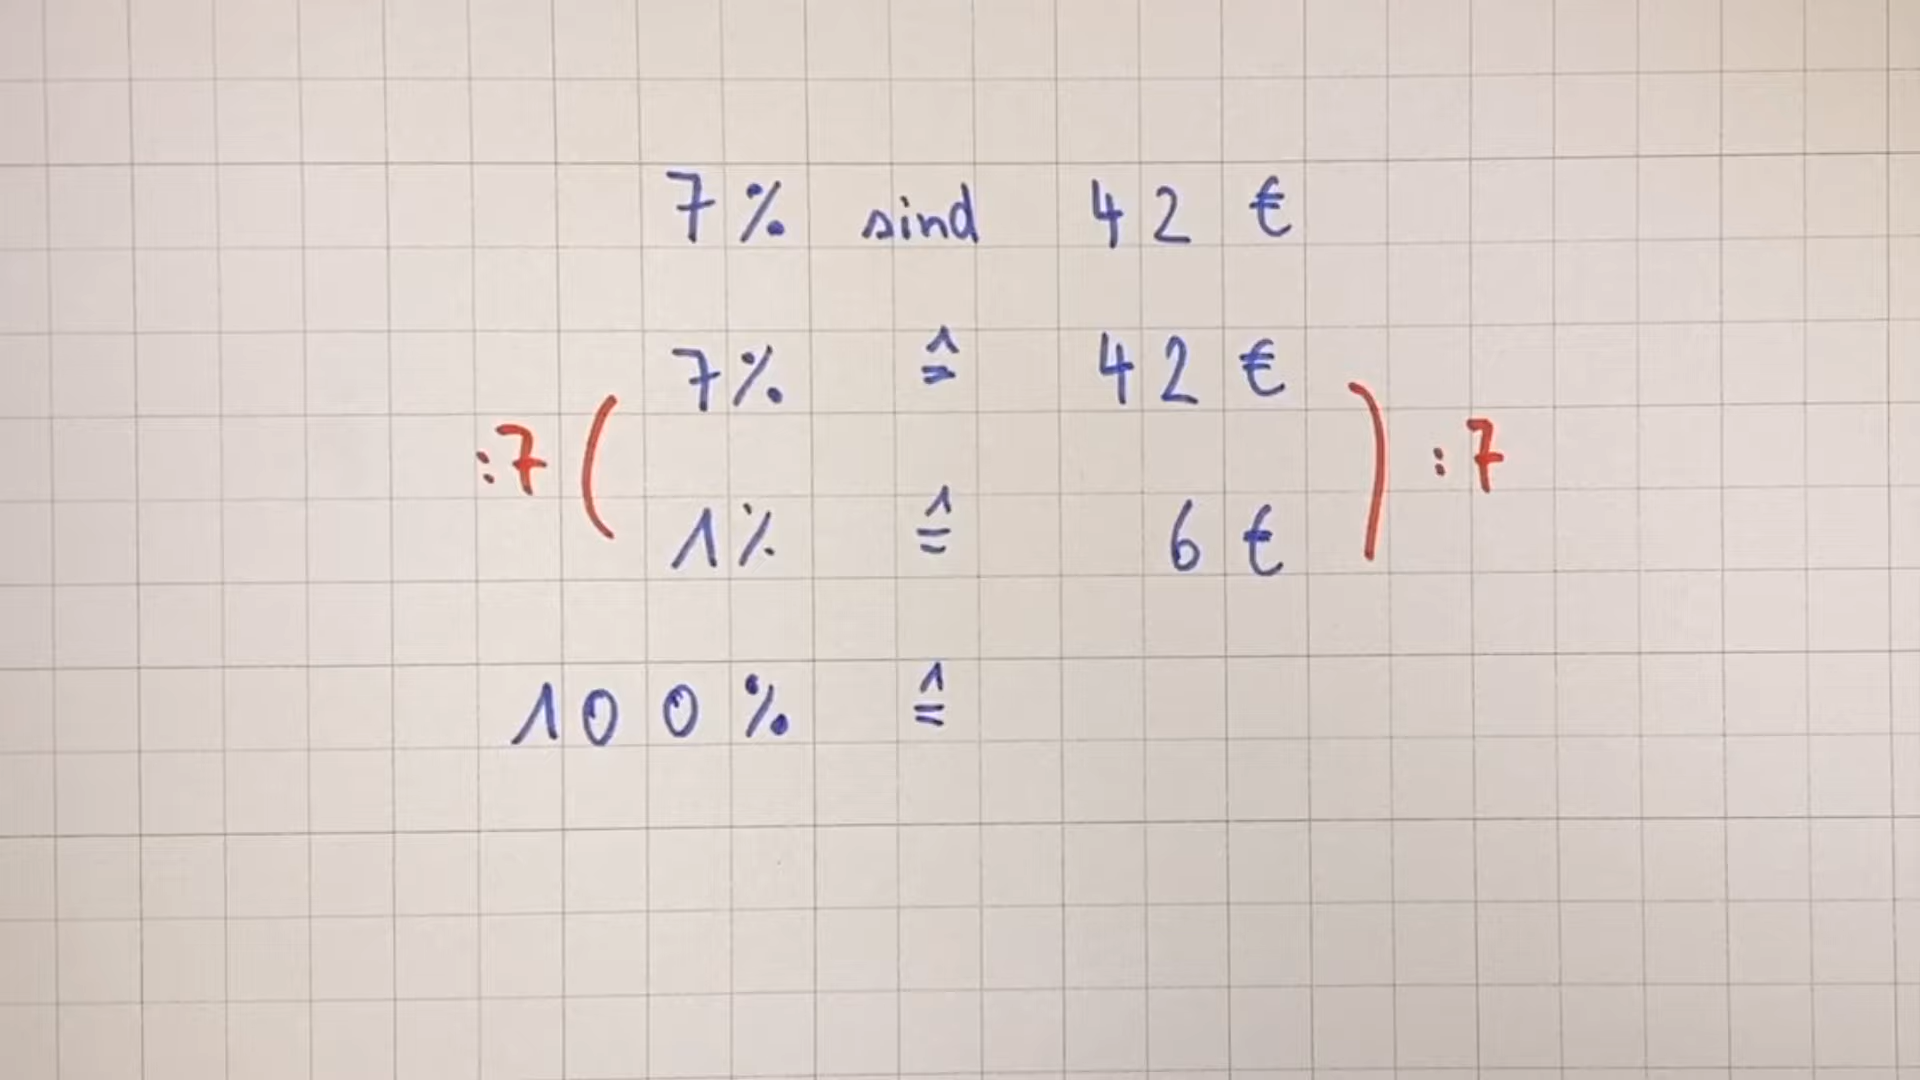 7% sind 42 €
7% ≙ 42 €
:7 ( ) :7
1% ≙ 6 €
100% ≙